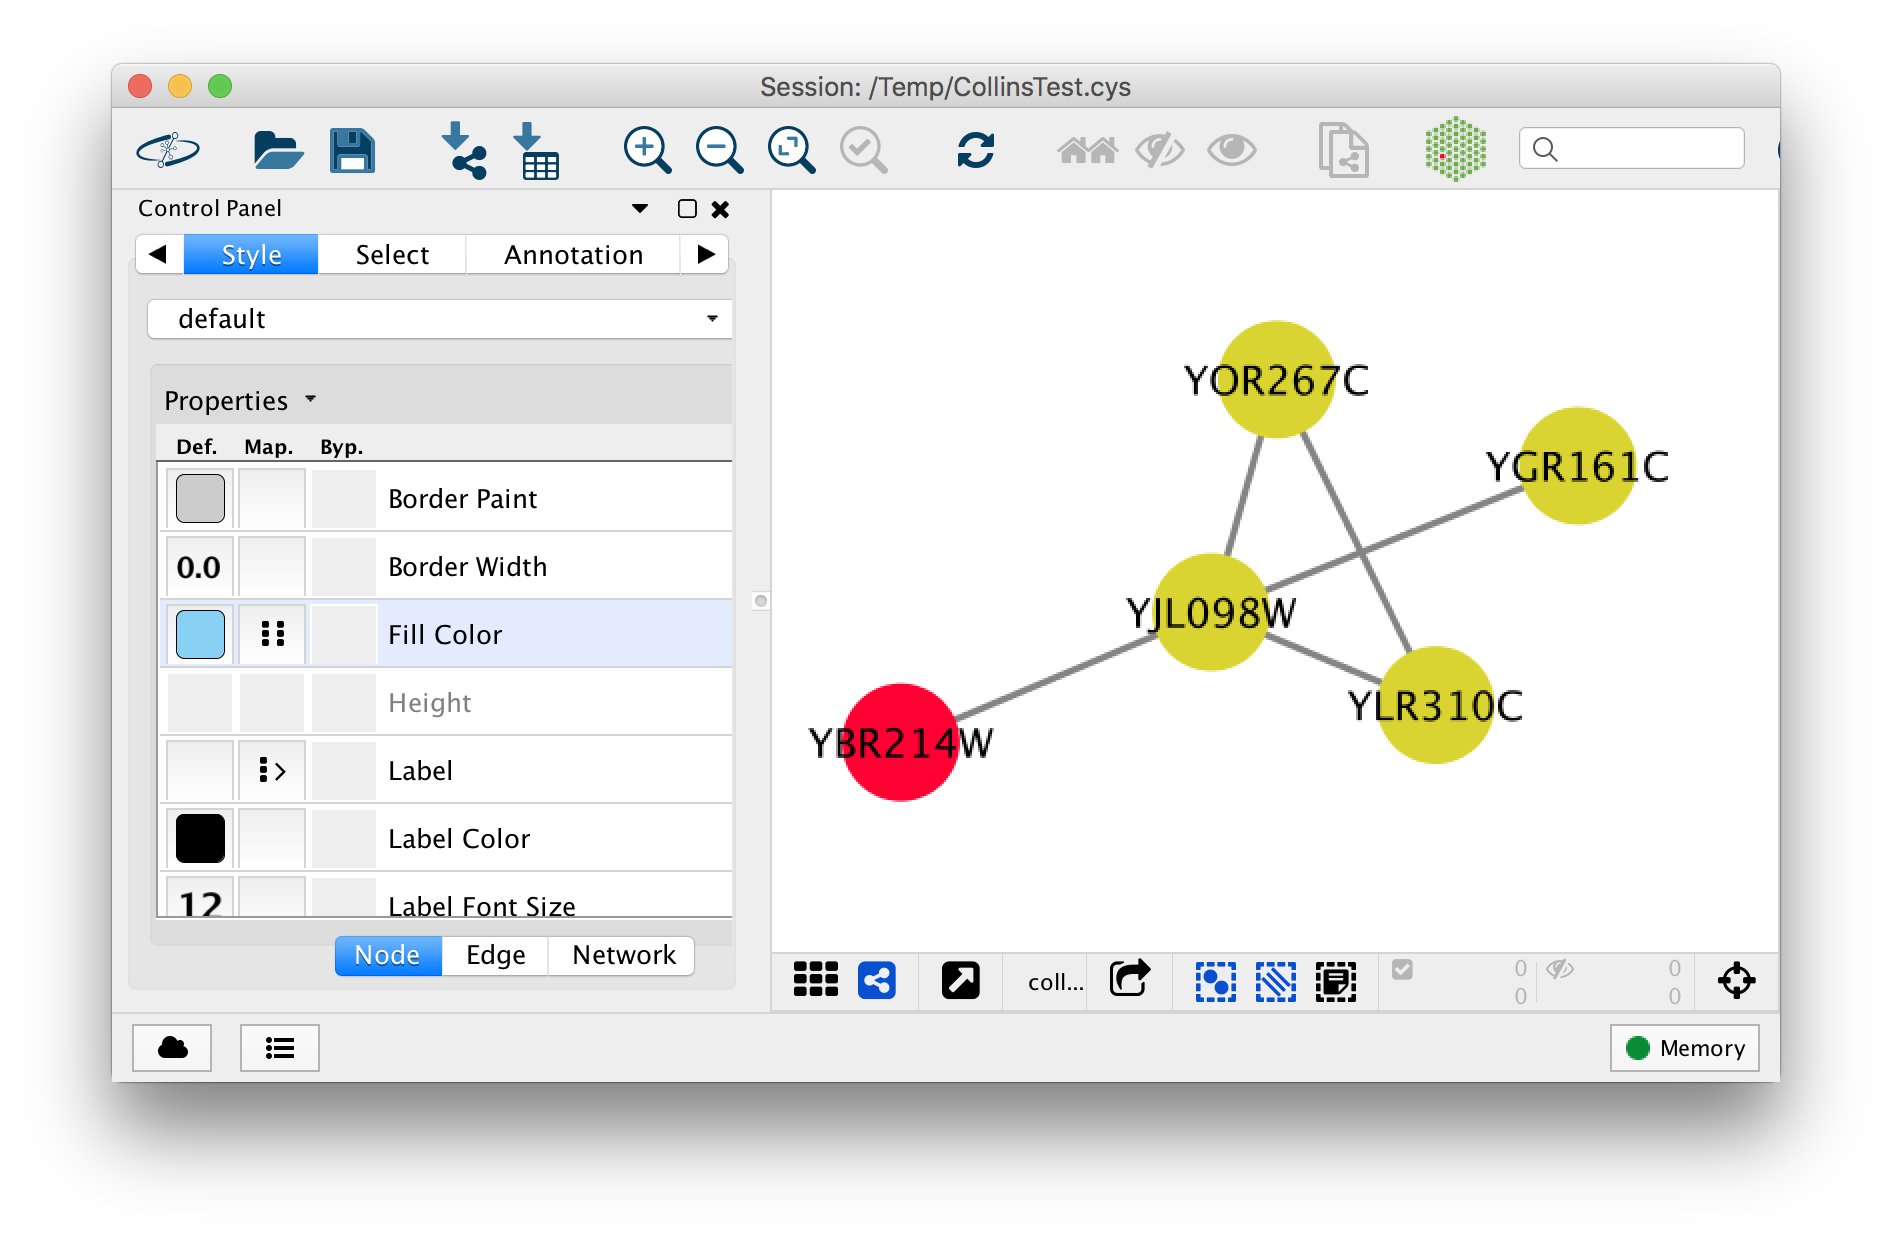 Session: /Temp/CollinsTest.cys
Control Panel
Style Select Annotation
default
Properties
Def. Map. Byp.
Border Paint
0.0 Border Width
Fill Color
Height
Label
Label Color
12 Label Font Size
Node Edge Network
YOR267C
YGR161C
YJL098W
YLR310C
YBR214W
coll...
0 0
0 0
Memory